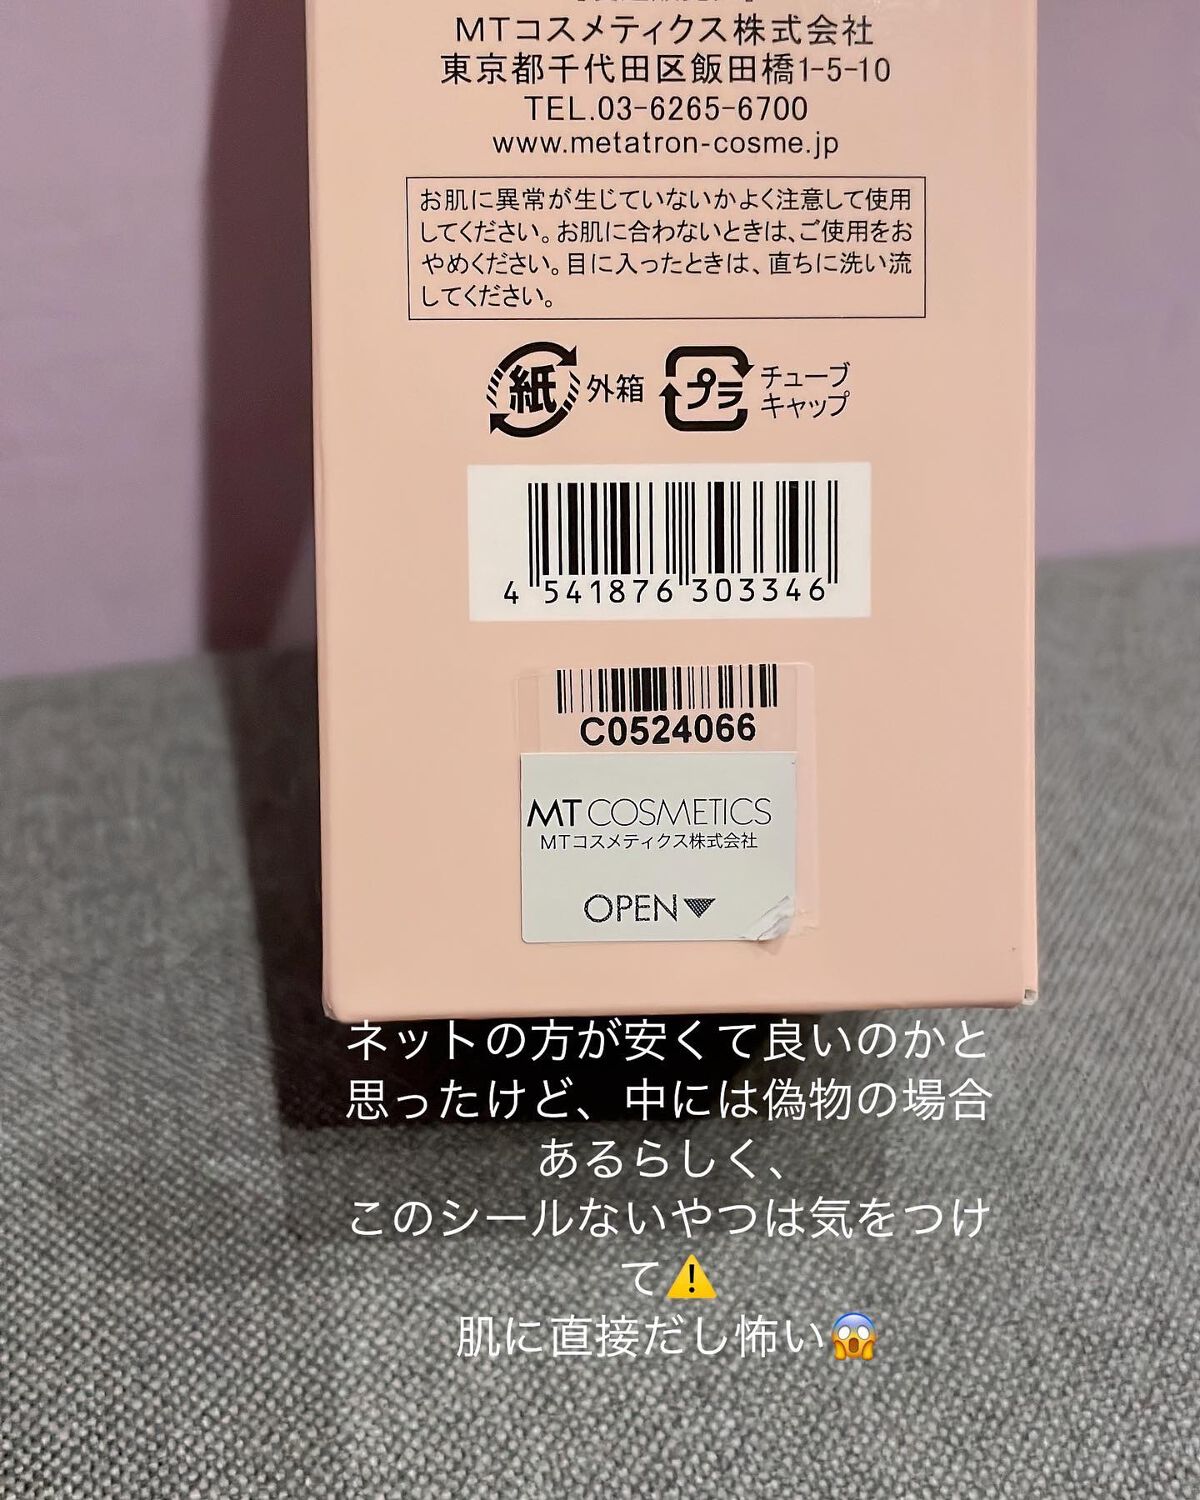 MTコスメティクス株式会社
東京都千代田区飯田橋1-5-10
TEL.03-6265-6700
www.metatron-cosme.jp
お肌に異常が生じていないかよく注意して使用
してください。お肌に合わないときは、ご使用をお
やめください。目に入ったときは、直ちに洗い流
してください。
紙 外箱 プラ チューブ
キャップ
4 541876 303346
C0524066
MT COSMETICS
MTコスメティクス株式会社
OPEN▼
ネットの方が安くて良いのかと
思ったけど、中には偽物の場合
あるらしく、
このシールないやつは気をつけ
て⚠️
肌に直接だし怖い😱